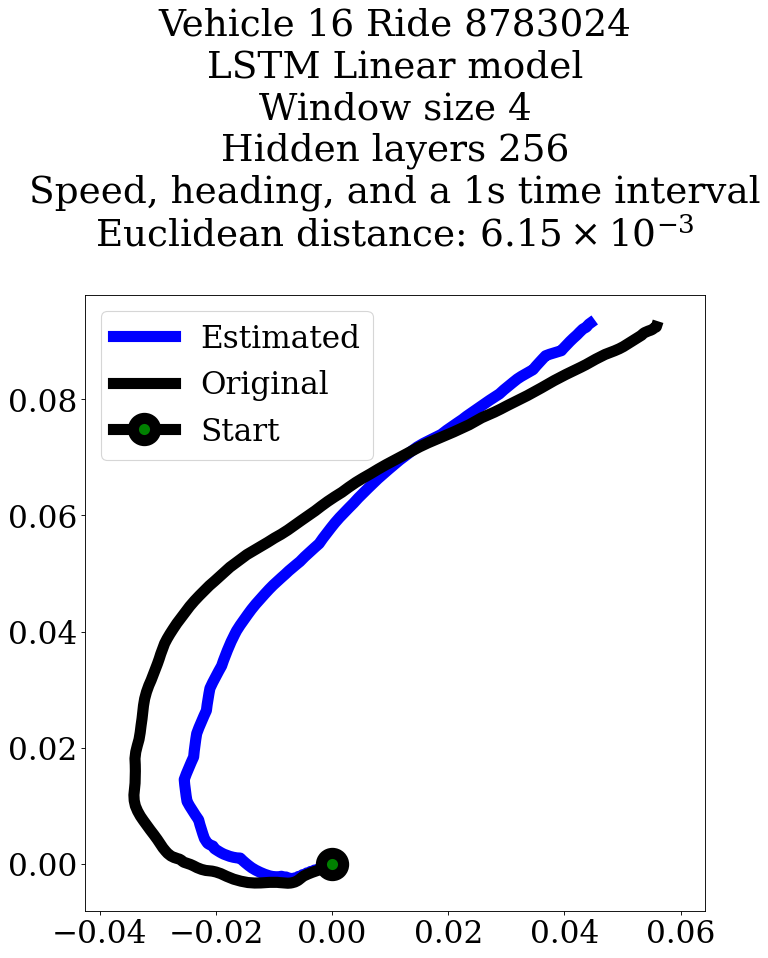 Vehicle 16 Ride 8783024
LSTM Linear model
Window size 4
Hidden layers 256
Speed, heading, and a 1s time interval
Euclidean distance: 6.15 × 10⁻³
Estimated
Original
Start
0.08
0.06
0.04
0.02
0.00
−0.04 −0.02 0.00 0.02 0.04 0.06